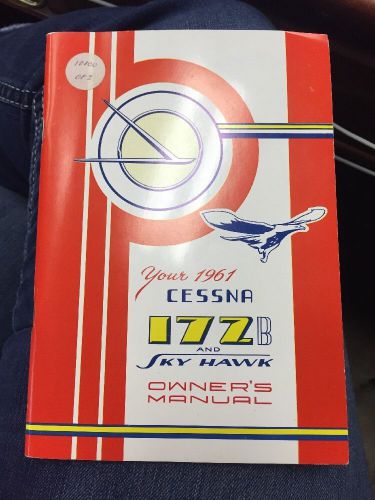 Your 1961
CESSNA
172B
AND
SKY HAWK
OWNER'S
MANUAL